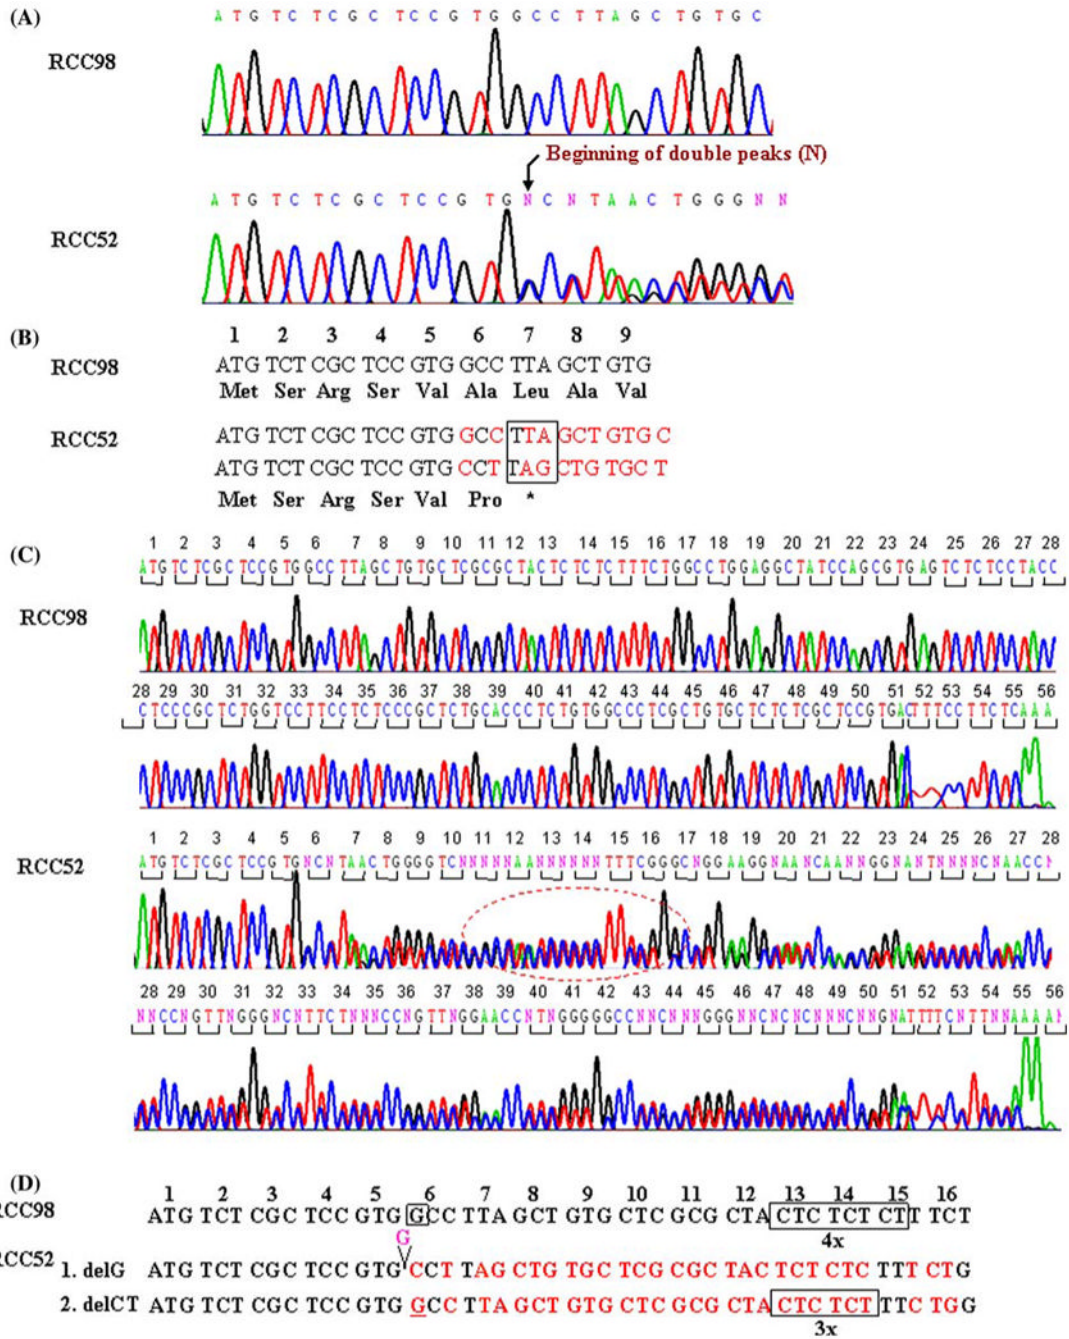 (A)
A T G T C T C G C T C C G T G G C C T T A G C T G T G C
RCC98
Beginning of double peaks (N)
A T G T C T C G C T C C G T G N C N T A A C T G G G N N
RCC52
(B)
1 2 3 4 5 6 7 8 9
RCC98 ATG TCT CGC TCC GTG GCC TTA GCT GTG
Met Ser Arg Ser Val Ala Leu Ala Val
RCC52 ATG TCT CGC TCC GTG GCC TTA GCT GTG C
ATG TCT CGC TCC GTG CCT TAG CTG TGC T
Met Ser Arg Ser Val Pro *
(C)
1 2 3 4 5 6 7 8 9 10 11 12 13 14 15 16 17 18 19 20 21 22 23 24 25 26 27 28
ATGTCTCGCTCCGTGGCCTTAGCTGTGCTCGCGCTACTCTCTCTTTCTGGCCTGGAGGCTATCCAGCGTGAGTCTCTCCTACC
RCC98
28 29 30 31 32 33 34 35 36 37 38 39 40 41 42 43 44 45 46 47 48 49 50 51 52 53 54 55 56
CTCCCGCTCTGGTCCTTCCTCTCCCGCTCTGCACCCTCTGTGGCCCTCGCTGTGCTCTCTCGCTCCGTGACTTTCCTTCTCAAA
1 2 3 4 5 6 7 8 9 10 11 12 13 14 15 16 17 18 19 20 21 22 23 24 25 26 27 28
RCC52 ATGTCTCGCTCCGTGNCNTAACTGGGGTCNNNNNAANNNNNNTTTCGGGCNGGAAGGNAANCAANNGGNANTNNNNCNAACCN
28 29 30 31 32 33 34 35 36 37 38 39 40 41 42 43 44 45 46 47 48 49 50 51 52 53 54 55 56
NNCCNGTTNGGGNCNTTCTNNNCCNGTTNGGAACCNTNGGGGGCCNNCNNNGGGNNCNCNCNNNCNNGNATTTTCNTTNNAAAAN
(D)
1 2 3 4 5 6 7 8 9 10 11 12 13 14 15 16
RCC98 ATG TCT CGC TCC GTG GCC TTA GCT GTG CTC GCG CTA CTC TCT CTT TCT
4x
G
RCC52
1. delG ATG TCT CGC TCC GTG CCT TAG CTG TGC TCG CGC TAC TCT CTC TTT CTG
2. delCT ATG TCT CGC TCC GTG GCC TTA GCT GTG CTC GCG CTA CTC TCT TTC TGG
3x